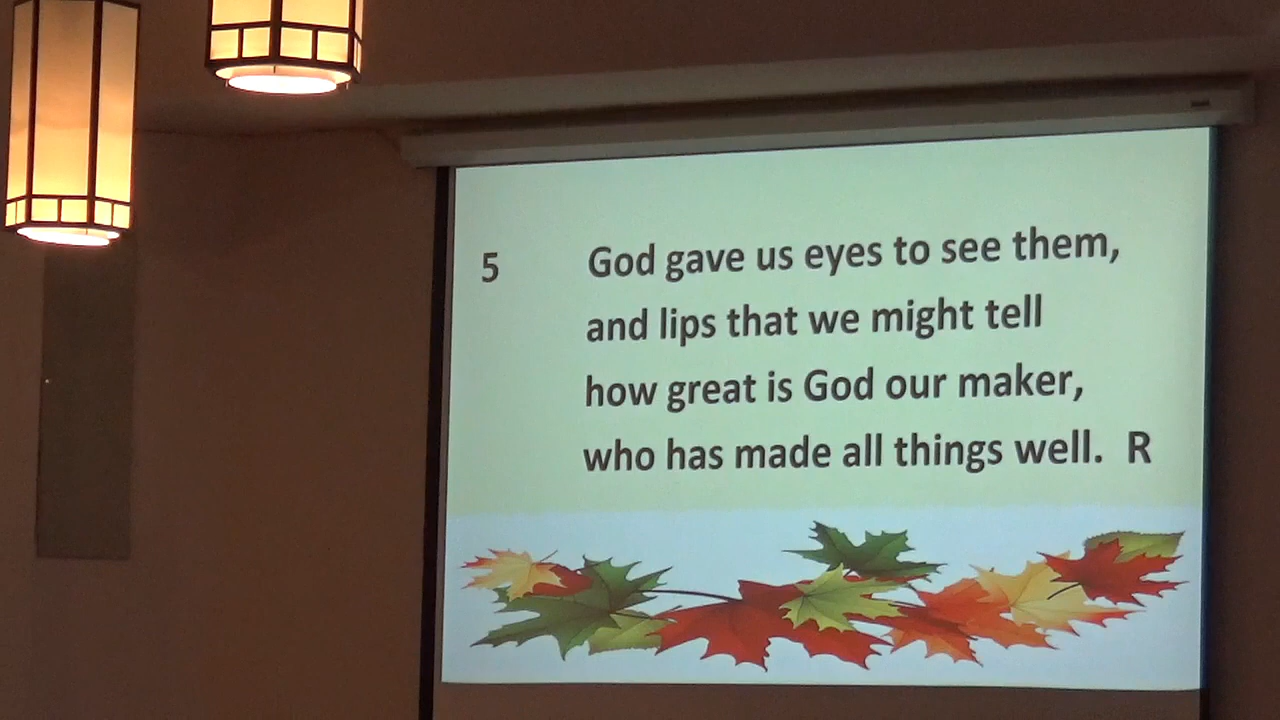 5 God gave us eyes to see them,
and lips that we might tell
how great is God our maker,
who has made all things well. R